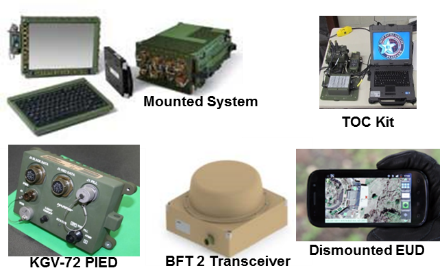 Mounted System
TOC Kit
KGV-72 PIED
BFT 2 Transceiver
Dismounted EUD